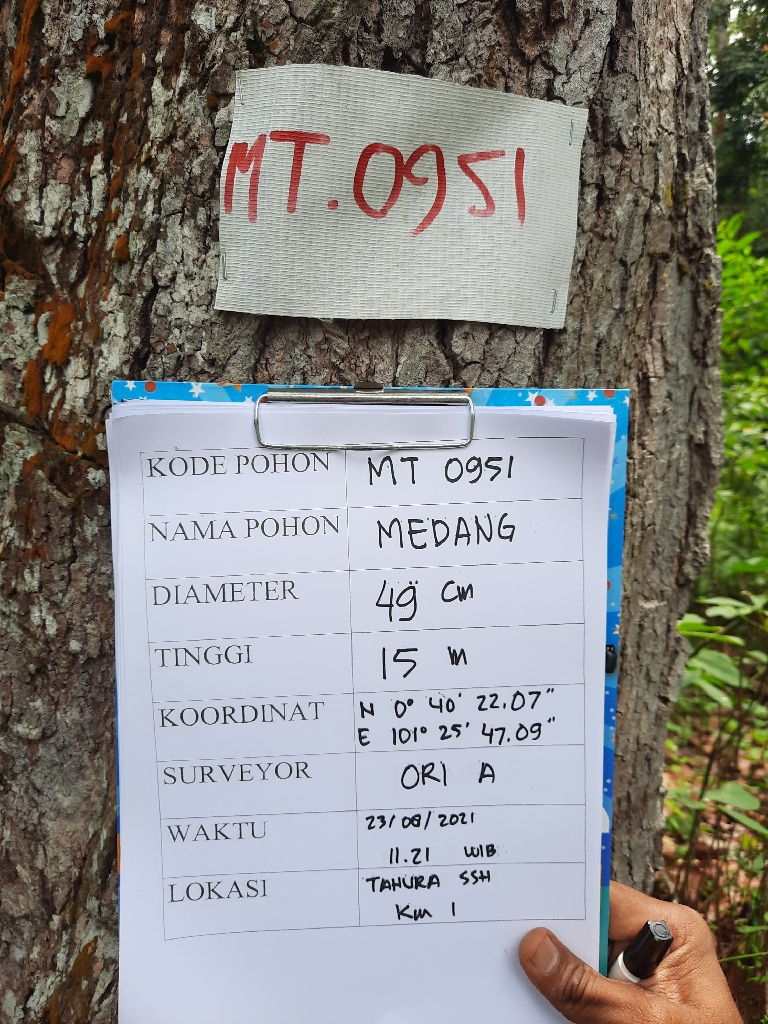 MT.0951
KODE POHON MT 0951
NAMA POHON MEDANG
DIAMETER 49 Cm
TINGGI 15 m
KOORDINAT N 0° 40' 22.07"
E 101° 25' 47.09"
SURVEYOR ORI A
WAKTU 23/08/2021
11.21 WIB
LOKASI TAHURA SSH
Km 1